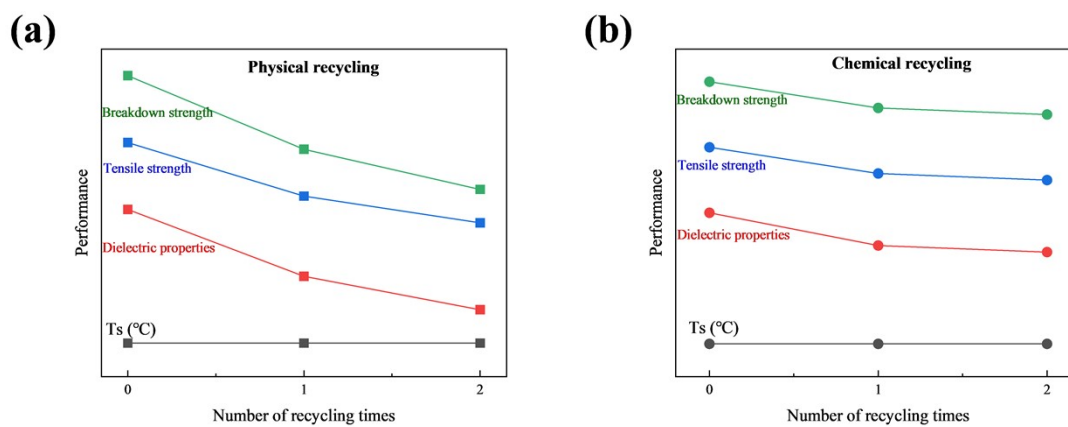 (a)
Physical recycling
Breakdown strength
Tensile strength
Dielectric properties
Ts (℃)
Performance
0
1
2
Number of recycling times
(b)
Chemical recycling
Breakdown strength
Tensile strength
Dielectric properties
Ts (℃)
Performance
0
1
2
Number of recycling times